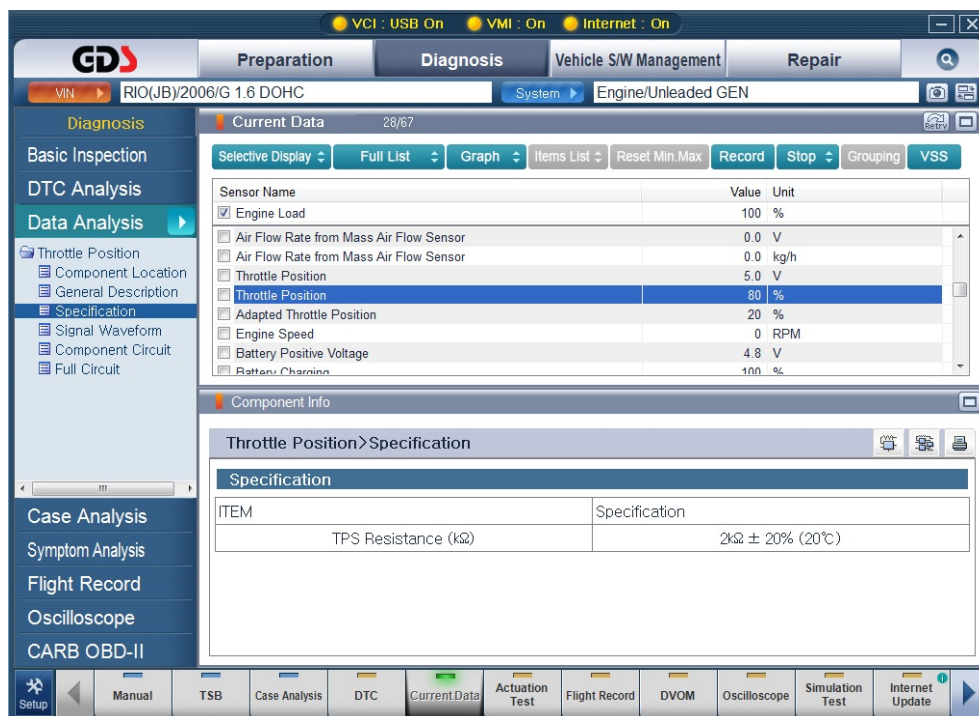 VCI : USB On VMI : On Internet : On
GDS Preparation Diagnosis Vehicle S/W Management Repair
VIN RIO(JB)/2006/G 1.6 DOHC System Engine/Unleaded GEN
Diagnosis
Basic Inspection
DTC Analysis
Data Analysis
Throttle Position
Component Location
General Description
Specification
Signal Waveform
Component Circuit
Full Circuit
Case Analysis
Symptom Analysis
Flight Record
Oscilloscope
CARB OBD-II
Current Data 28/67 Retry
Selective Display Full List Graph Items List Reset Min.Max Record Stop Grouping VSS
Sensor Name Value Unit
Engine Load 100 %
Air Flow Rate from Mass Air Flow Sensor 0.0 V
Air Flow Rate from Mass Air Flow Sensor 0.0 kg/h
Throttle Position 5.0 V
Throttle Position 80 %
Adapted Throttle Position 20 %
Engine Speed 0 RPM
Battery Positive Voltage 4.8 V
Battery Charging 100 %
Component Info
Throttle Position>Specification
Specification
ITEM Specification
TPS Resistance (kΩ) 2kΩ ± 20% (20℃)
Setup Manual TSB Case Analysis DTC Current Data Actuation Test Flight Record DVOM Oscilloscope Simulation Test Internet Update